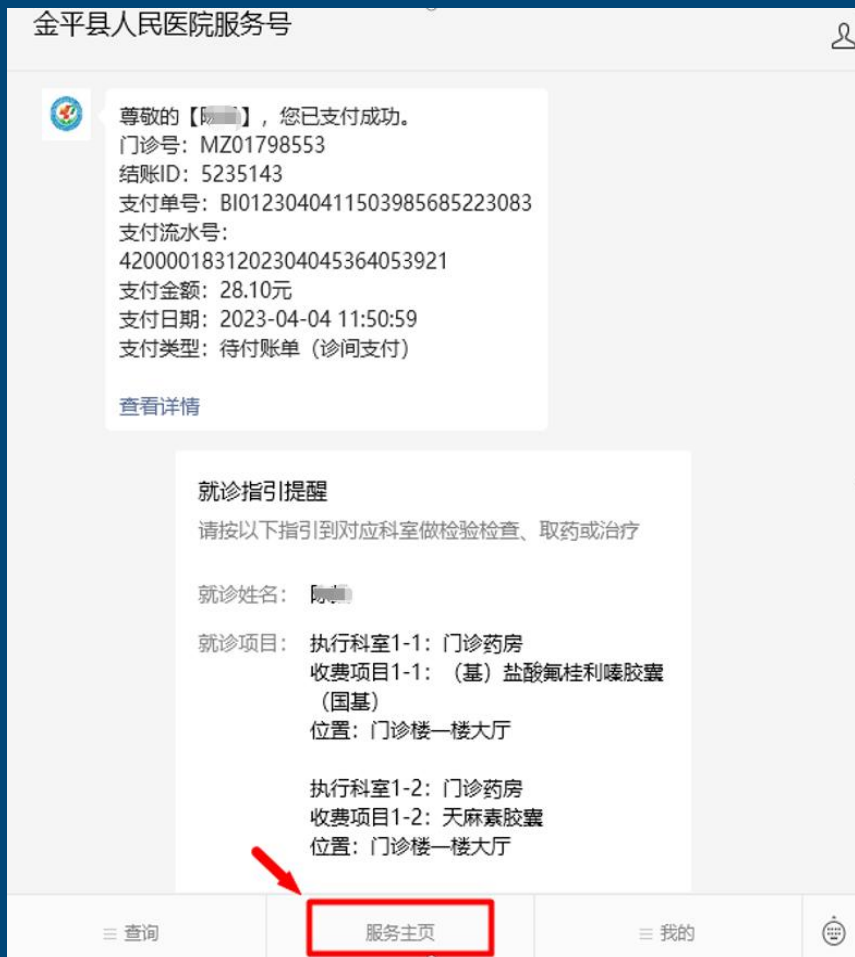 金平县人民医院服务号
尊敬的【】，您已支付成功。
门诊号：MZ01798553
结账ID：5235143
支付单号：BI0123040411503985685223083
支付流水号：
4200001831202304045364053921
支付金额：28.10元
支付日期：2023-04-04 11:50:59
支付类型：待付账单（诊间支付）
查看详情
就诊指引提醒
请按以下指引到对应科室做检验检查、取药或治疗
就诊姓名：
就诊项目：执行科室1-1：门诊药房
收费项目1-1：（基）盐酸氟桂利嗪胶囊
（国基）
位置：门诊楼一楼大厅
执行科室1-2：门诊药房
收费项目1-2：天麻素胶囊
位置：门诊楼一楼大厅
查询 服务主页 我的